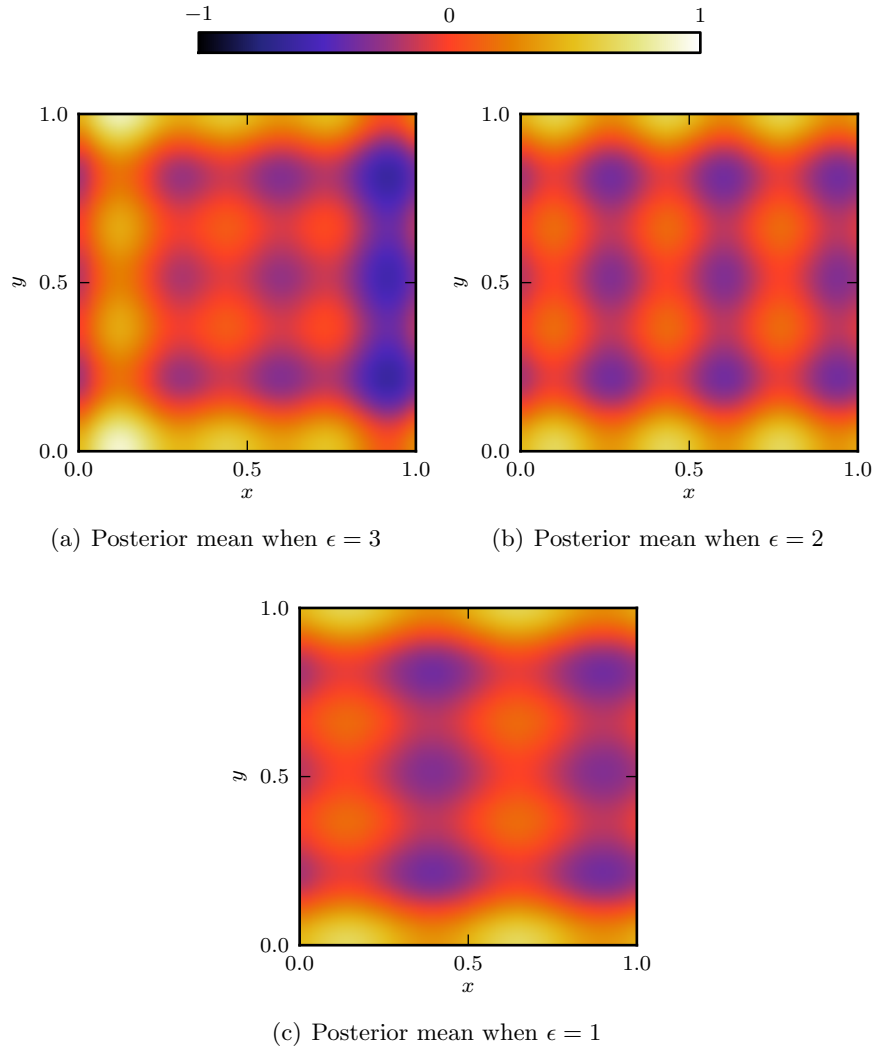 −1 0 1
1.0 1.0
y 0.5 y 0.5
0.0 0.0
0.0 0.5 1.0 0.0 0.5 1.0
x x
(a) Posterior mean when ϵ = 3 (b) Posterior mean when ϵ = 2
1.0
y 0.5
0.0
0.0 0.5 1.0
x
(c) Posterior mean when ϵ = 1